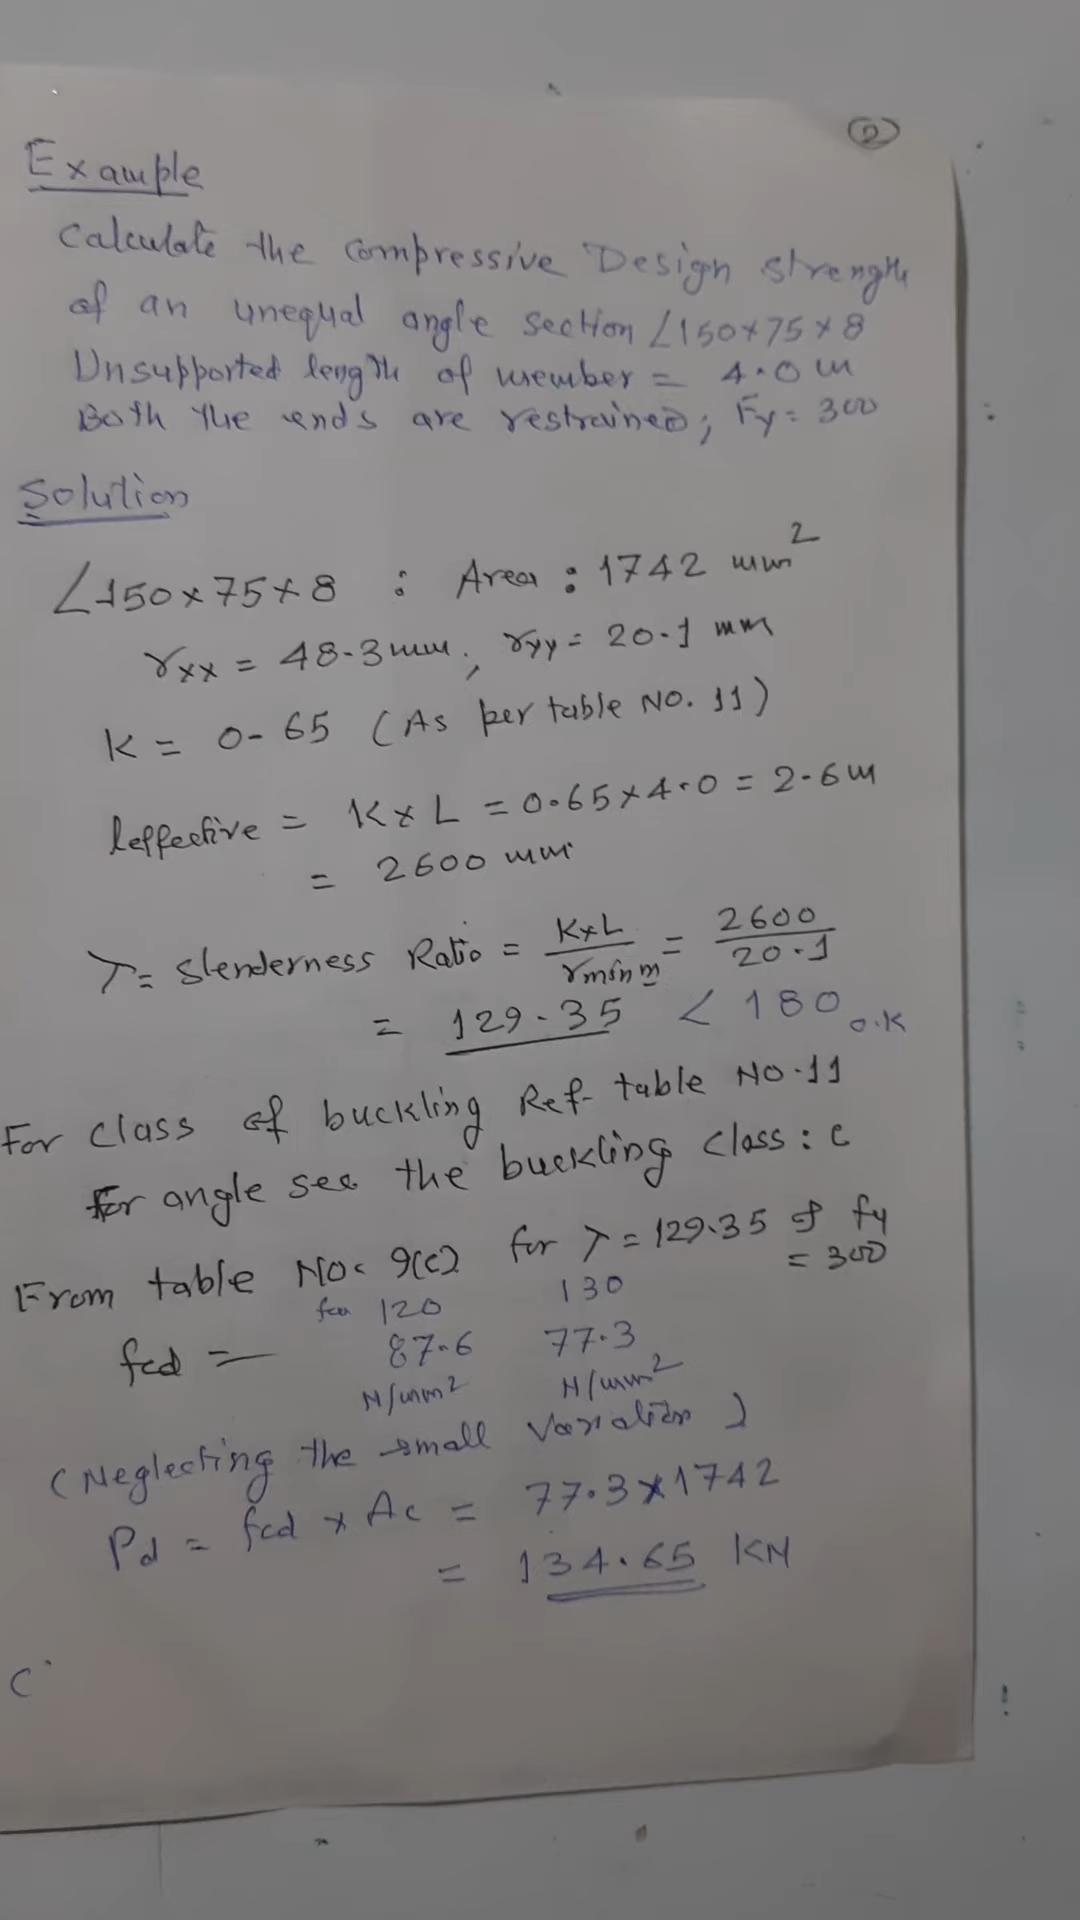 2
Example
Calculate the Compressive Design strength
of an unequal angle section ∠150×75×8
Unsupported length of member = 4.0 m
Both the ends are restrained; Fy = 300
Solution
∠150×75×8 : Area : 1742 mm²
rxx = 48.3 mm; ryy = 20.1 mm
K = 0.65 (As per table No. 11)
leffective = K×L = 0.65×4.0 = 2.6 m
= 2600 mm
λ = Slenderness Ratio = K×L/rminm = 2600/20.1
= 129.35 < 180 O.K
For class of buckling Ref- table No.11
For angle see the buckling class : c
From table No. 9(c) for λ = 129.35 & fy
= 300
for 120 130
fcd = 87.6 77.3
N/mm² N/mm²
(Neglecting the small Variation)
Pd = fcd × Ac = 77.3×1742
= 134.65 KN
C